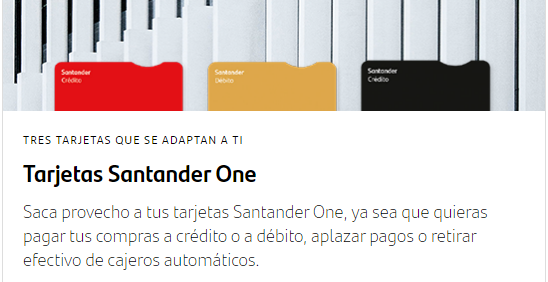 Santander
Crédito
Santander
Débito
Santander
Crédito
TRES TARJETAS QUE SE ADAPTAN A TI
Tarjetas Santander One
Saca provecho a tus tarjetas Santander One, ya sea que quieras
pagar tus compras a crédito o a débito, aplazar pagos o retirar
efectivo de cajeros automáticos.